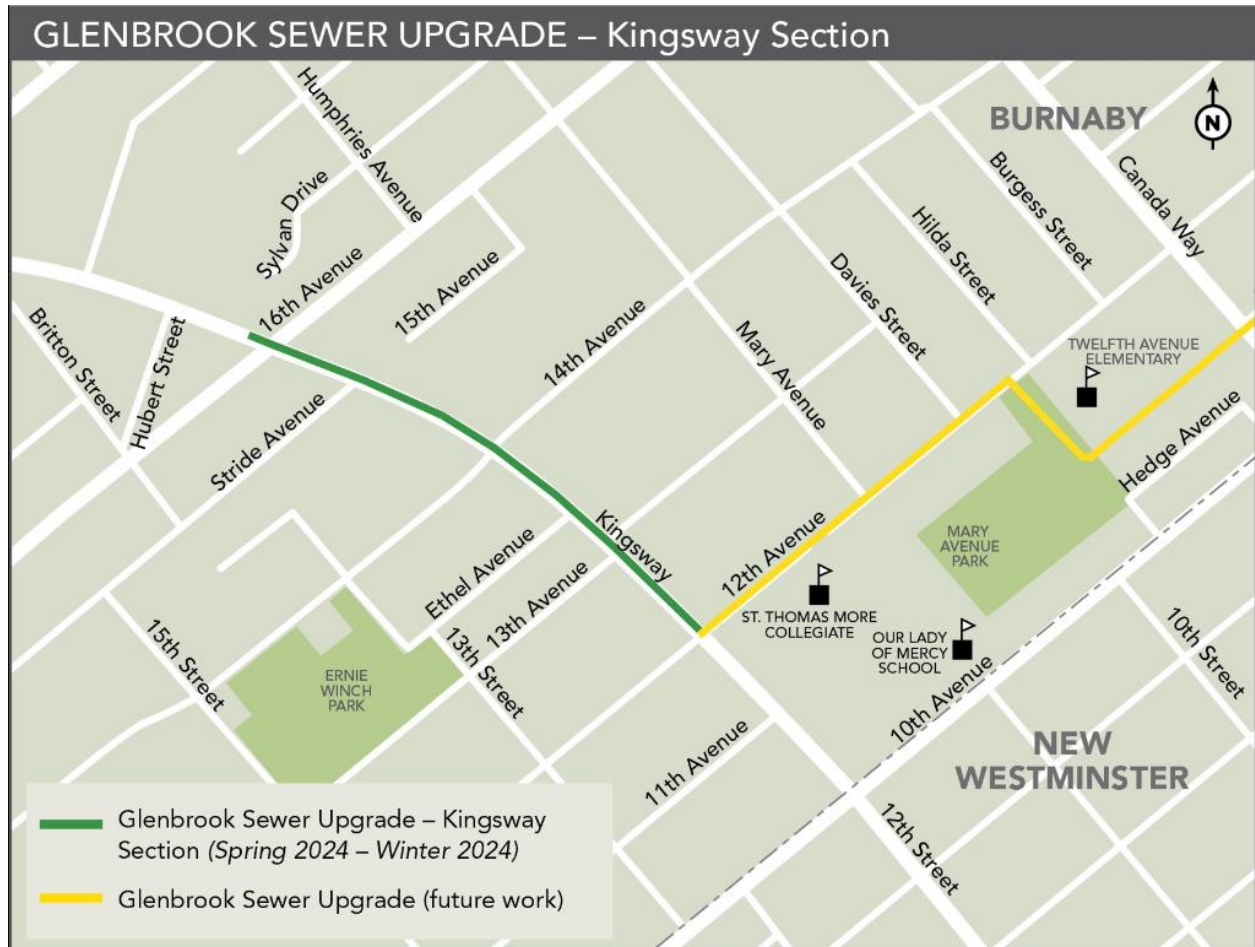 GLENBROOK SEWER UPGRADE – Kingsway Section
Humphries Avenue
BURNABY
N
Canada Way
Burgess Street
Hilda Street
Sylvan Drive
16th Avenue
15th Avenue
14th Avenue
Davies Street
Mary Avenue
Britton Street
Hubert Street
Stride Avenue
TWELFTH AVENUE
ELEMENTARY
Hedge Avenue
Kingsway
12th Avenue
MARY
AVENUE
PARK
Ethel Avenue
13th Avenue
13th Street
15th Street
ERNIE
WINCH
PARK
ST. THOMAS MORE
COLLEGIATE
OUR LADY
OF MERCY
SCHOOL
10th Avenue
10th Street
11th Avenue
12th Street
NEW
WESTMINSTER
Glenbrook Sewer Upgrade – Kingsway
Section (Spring 2024 – Winter 2024)
Glenbrook Sewer Upgrade (future work)